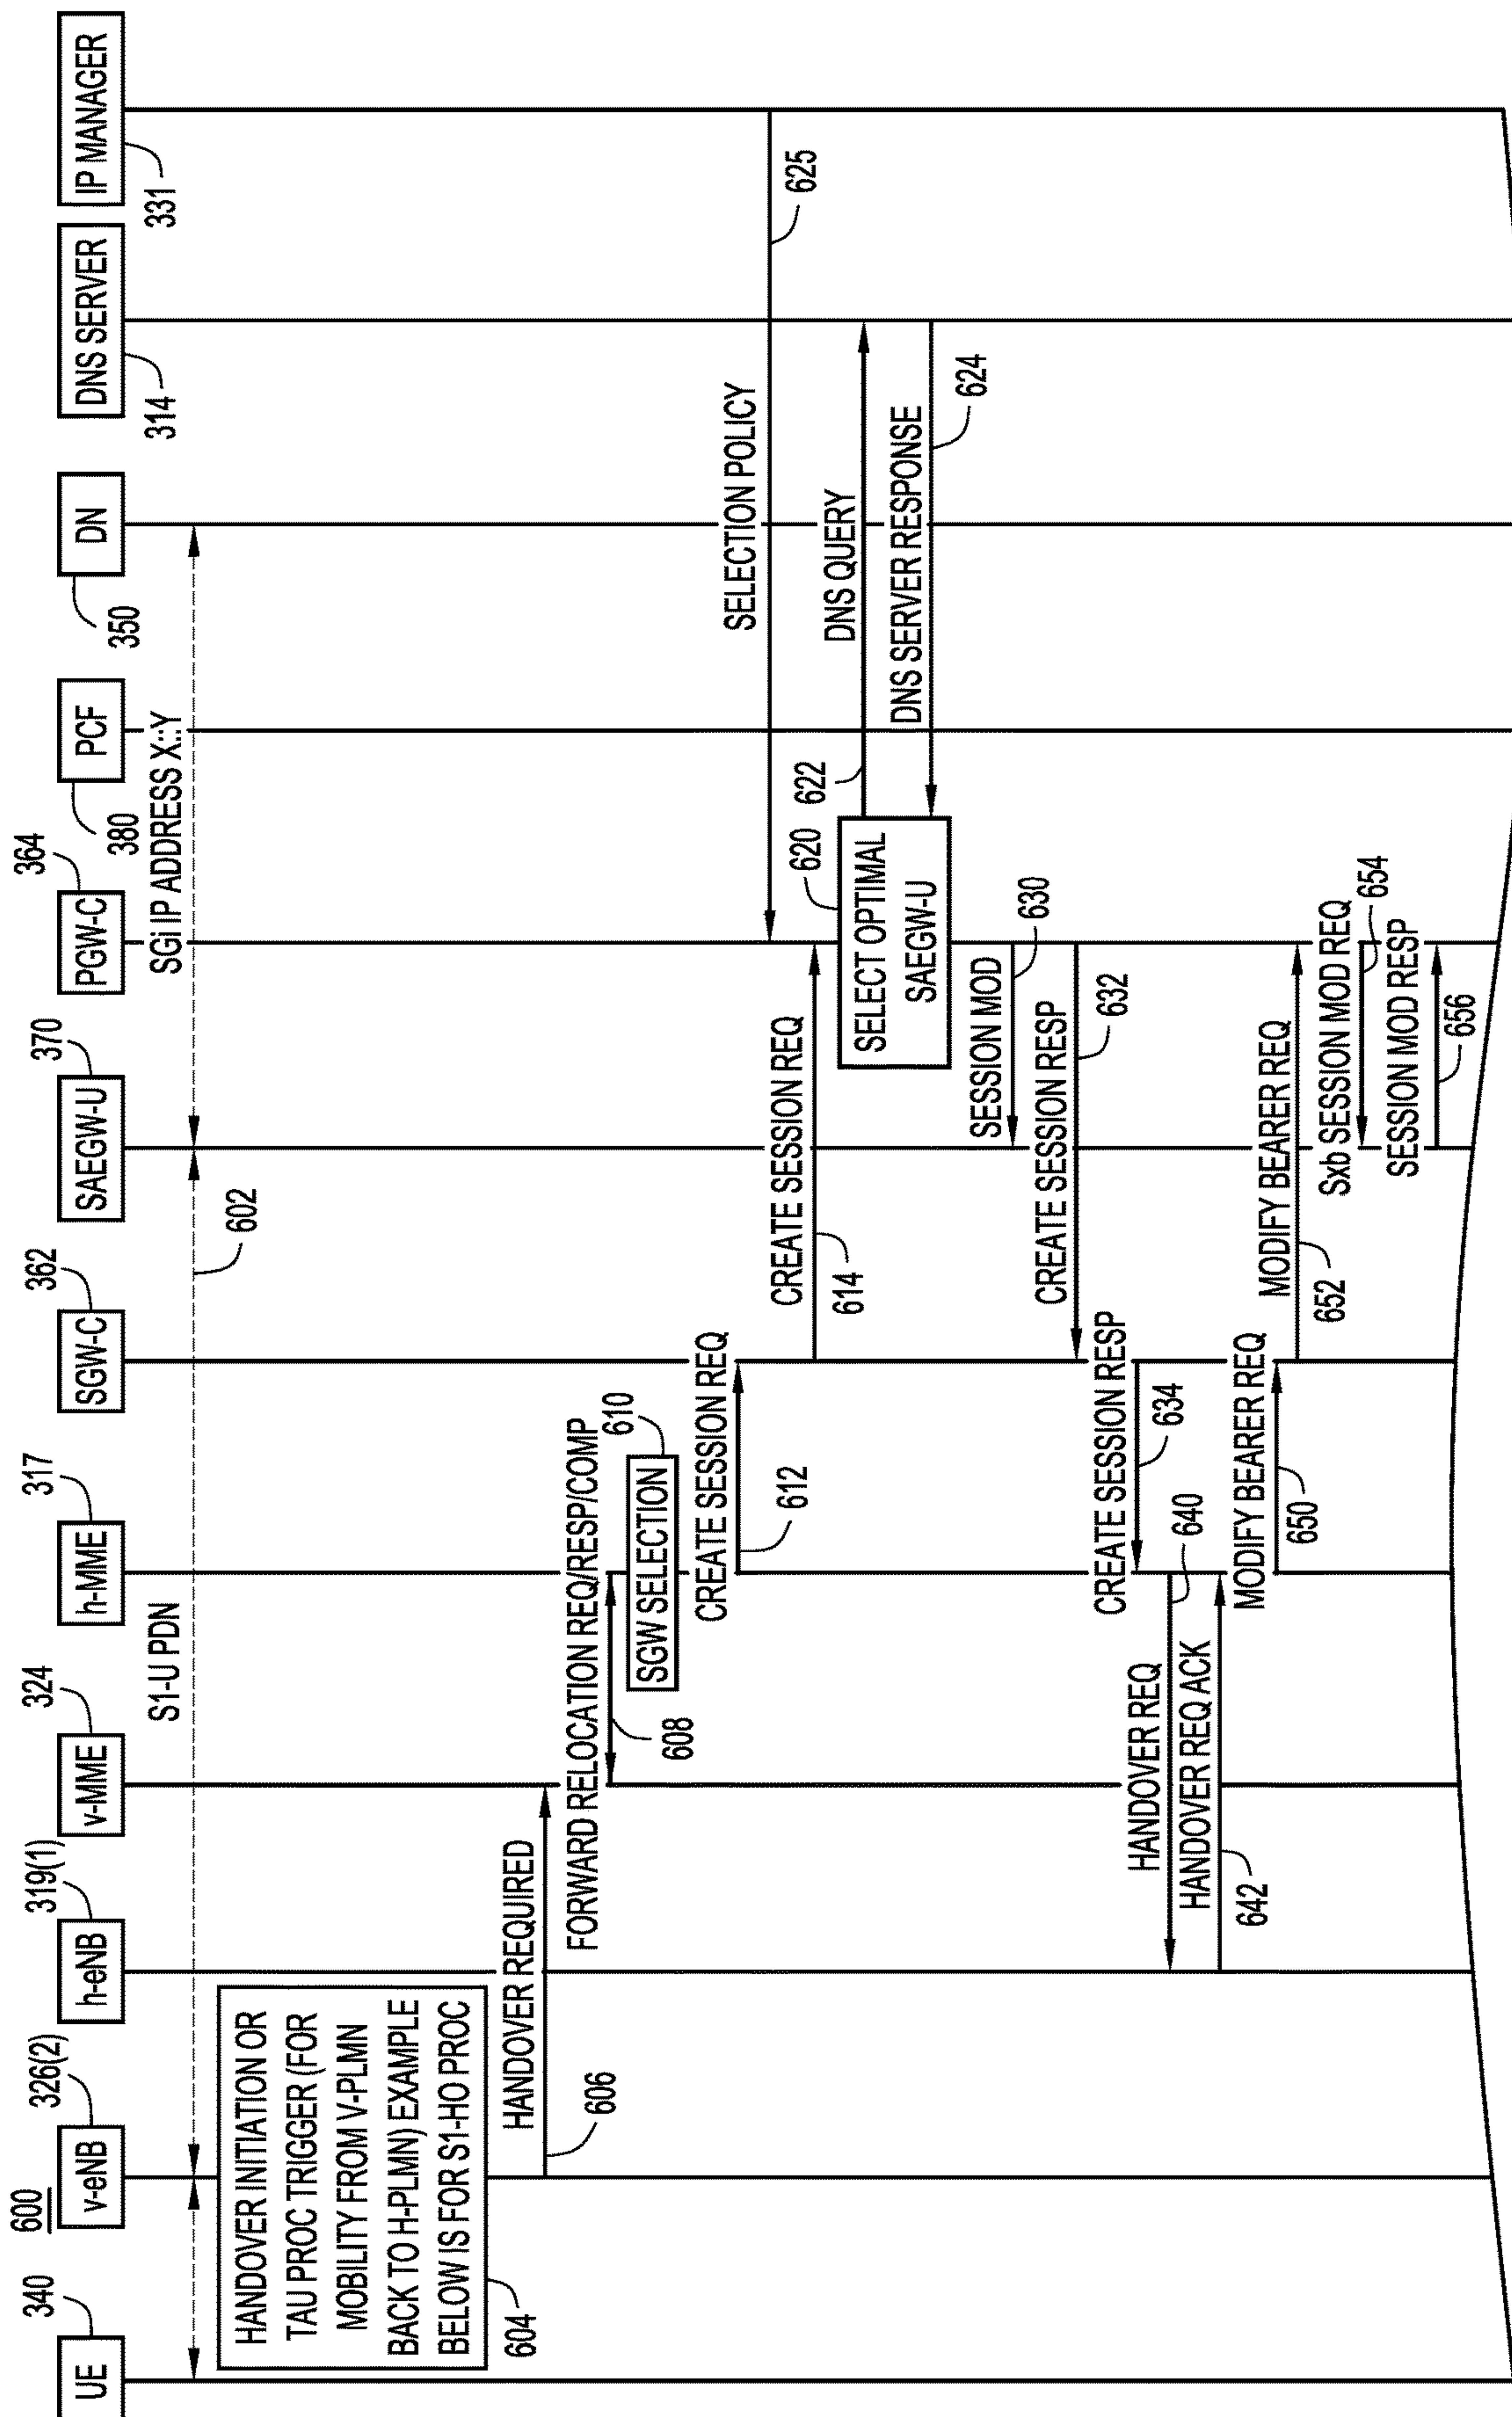 600
UE
340
v-eNB
326(2)
h-eNB
319(1)
v-MME
324
h-MME
317
SGW-C
362
SAEGW-U
370
PGW-C
364
PCF
380
DN
350
DNS SERVER
314
IP MANAGER
331
S1-U PDN
SGi IP ADDRESS X::Y
602
HANDOVER INITIATION OR
TAU PROC TRIGGER (FOR
MOBILITY FROM V-PLMN
BACK TO H-PLMN) EXAMPLE
BELOW IS FOR S1-HO PROC
604
HANDOVER REQUIRED
606
FORWARD RELOCATION REQ/RESP/COMP
608
SGW SELECTION
610
CREATE SESSION REQ
612
SELECTION POLICY
625
CREATE SESSION REQ
614
SELECT OPTIMAL
SAEGW-U
620
DNS QUERY
622
DNS SERVER RESPONSE
624
SESSION MOD
630
CREATE SESSION RESP
632
CREATE SESSION RESP
634
HANDOVER REQ
640
HANDOVER REQ ACK
642
MODIFY BEARER REQ
650
MODIFY BEARER REQ
652
Sxb SESSION MOD REQ
654
SESSION MOD RESP
656